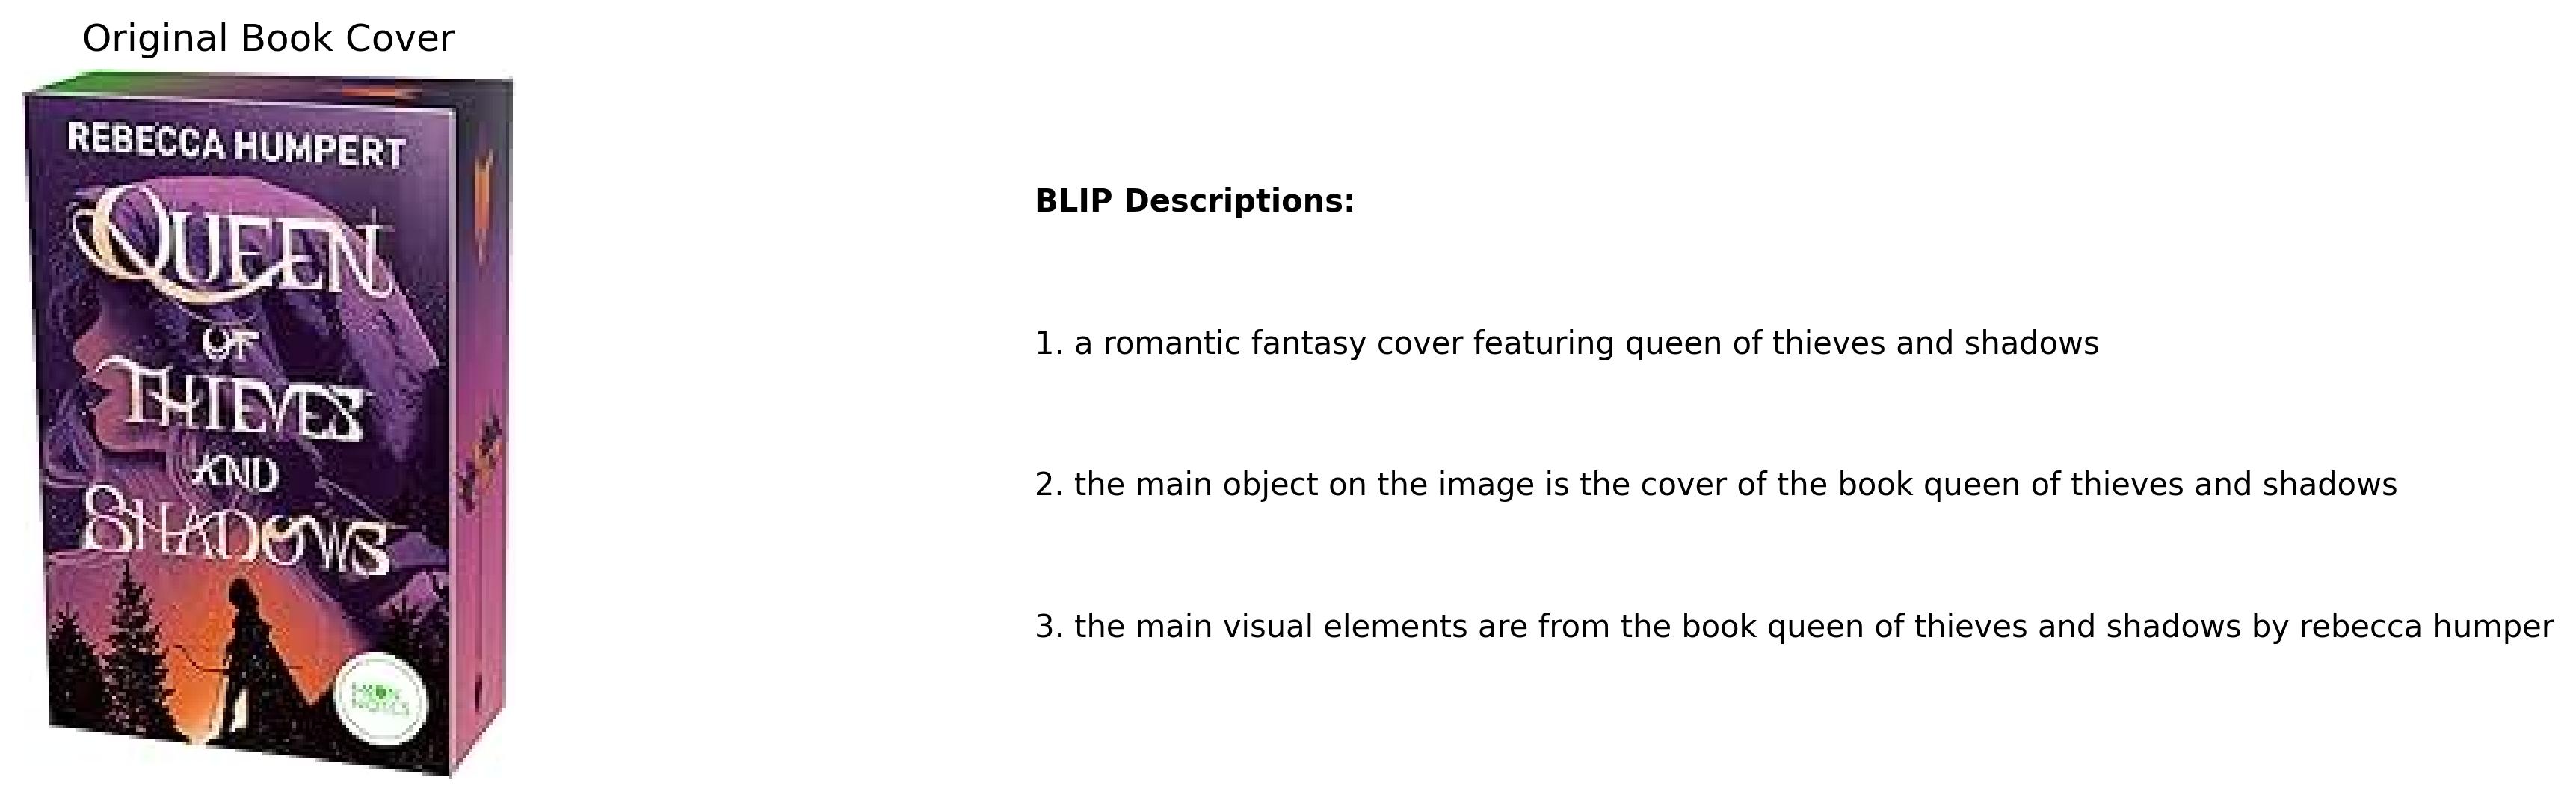 Original Book Cover
REBECCA HUMPERT
QUEEN
OF
THIEVES
AND
SHADOWS
BLIP Descriptions:
1. a romantic fantasy cover featuring queen of thieves and shadows
2. the main object on the image is the cover of the book queen of thieves and shadows
3. the main visual elements are from the book queen of thieves and shadows by rebecca humper